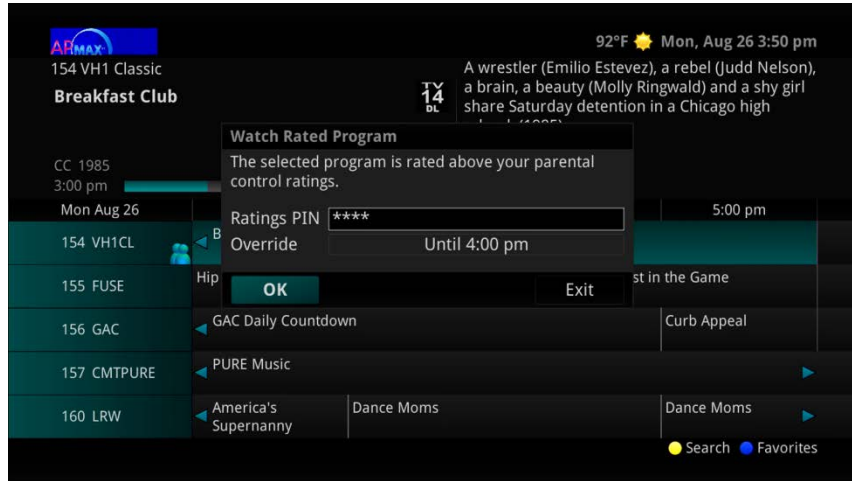 APMAX
92°F Mon, Aug 26 3:50 pm
154 VH1 Classic
Breakfast Club
TV
14
DL
A wrestler (Emilio Estevez), a rebel (Judd Nelson),
a brain, a beauty (Molly Ringwald) and a shy girl
share Saturday detention in a Chicago high
CC 1985
3:00 pm
Watch Rated Program
The selected program is rated above your parental
control ratings.
Ratings PIN ****
Override Until 4:00 pm
OK Exit
Mon Aug 26 5:00 pm
154 VH1CL B
155 FUSE Hip st in the Game
156 GAC GAC Daily Countdown Curb Appeal
157 CMTPURE PURE Music
160 LRW America's Supernanny Dance Moms Dance Moms
Search Favorites